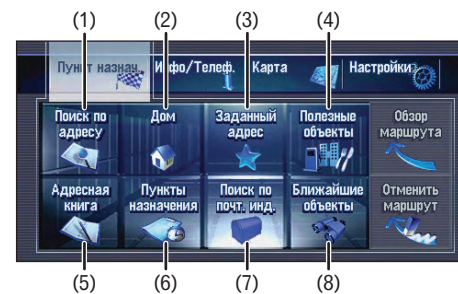 (1) (2) (3) (4)
Пункт назнач. Инфо/Телеф. Карта Настройки
Поиск по
адресу
Дом
Заданный
адрес
Полезные
объекты
Обзор
маршрута
Адресная
книга
Пункты
назначения
Поиск по
почт. инд.
Ближайшие
объекты
Отменить
маршрут
(5) (6) (7) (8)